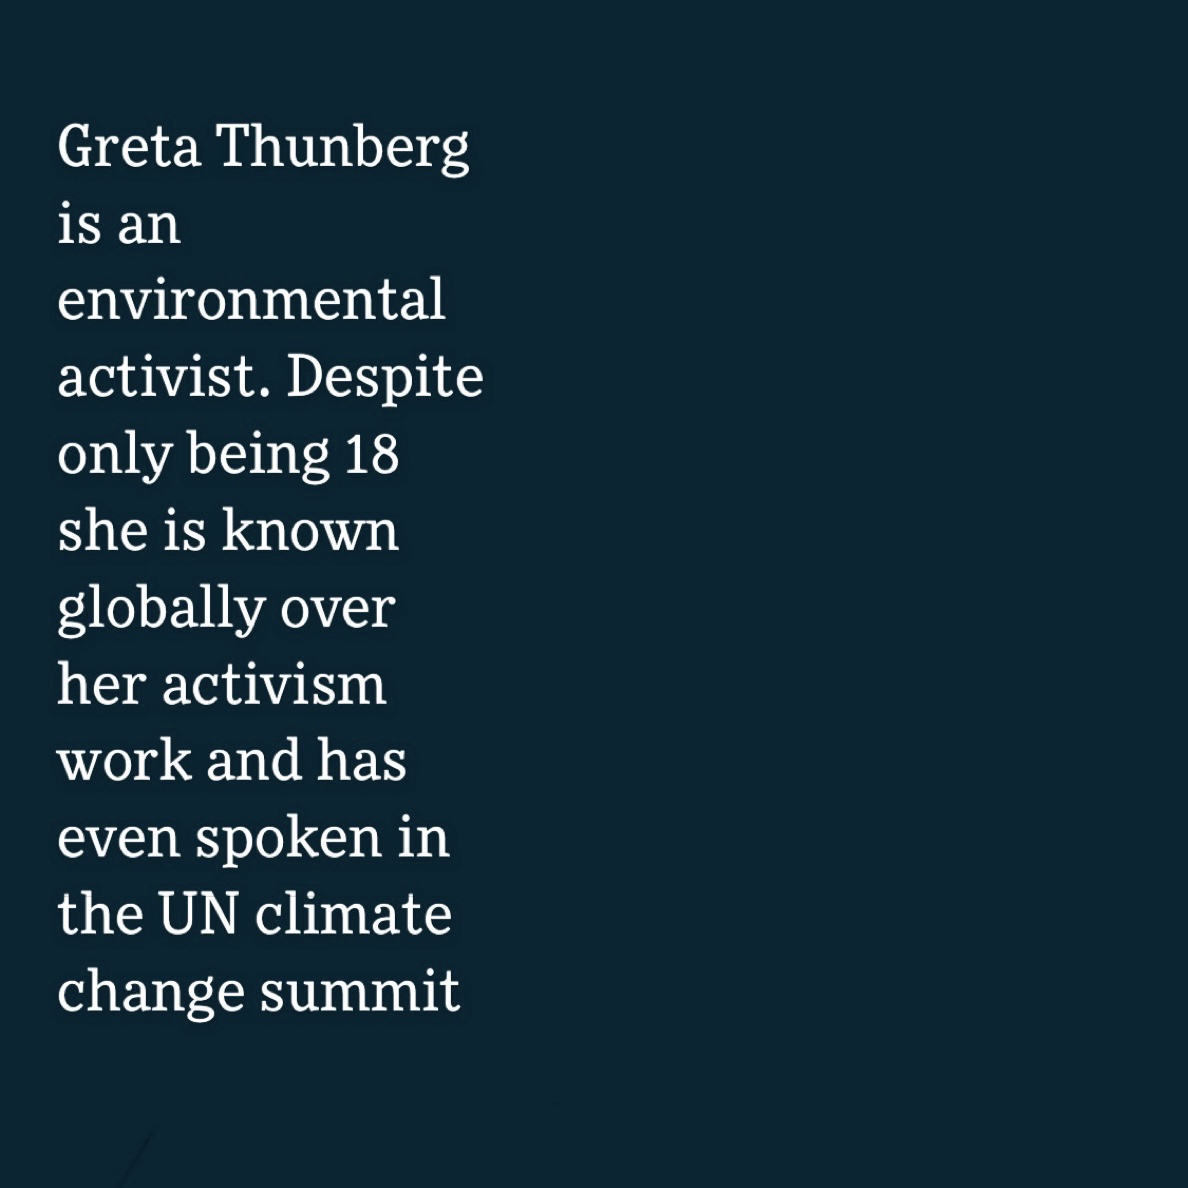 Greta Thunberg
is an
environmental
activist. Despite
only being 18
she is known
globally over
her activism
work and has
even spoken in
the UN climate
change summit